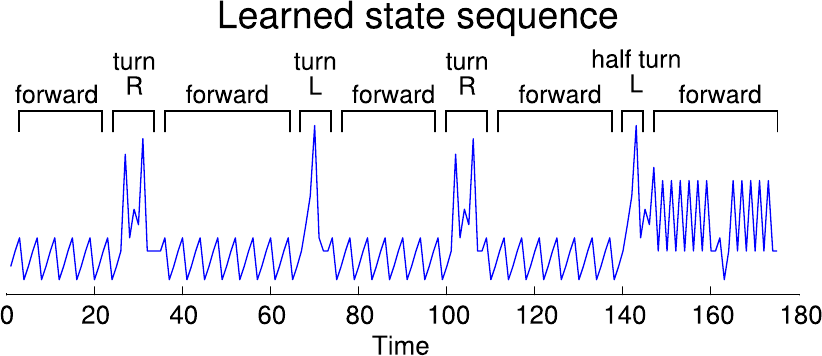 Learned state sequence
turn
R
turn
L
turn
R
half turn
L
forward
forward
forward
forward
forward
0 20 40 60 80 100 120 140 160 180
Time